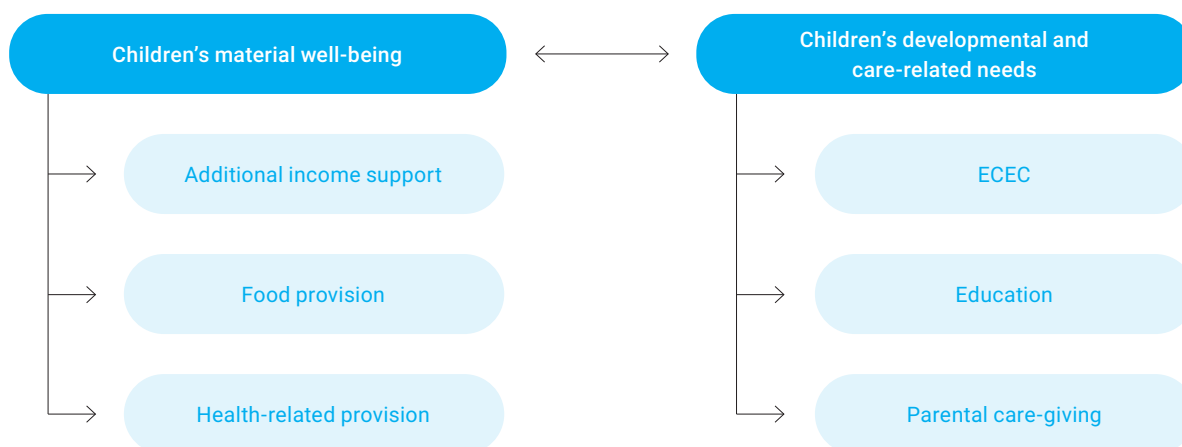 Children’s material well-being
Children’s developmental and
care-related needs
Additional income support
ECEC
Food provision
Education
Health-related provision
Parental care-giving